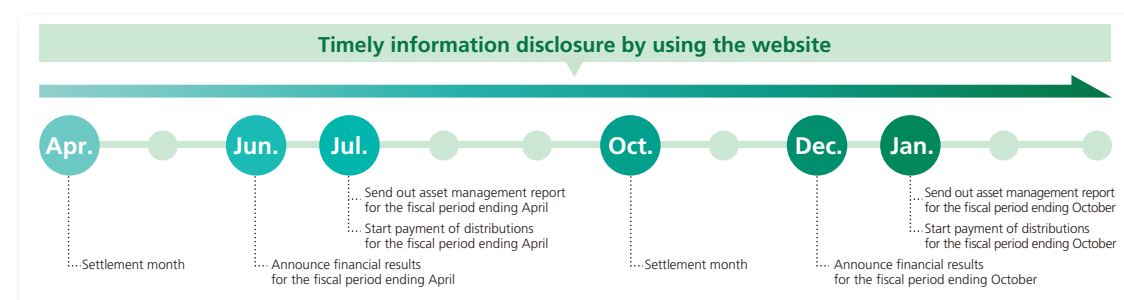 Timely information disclosure by using the website
Apr.
Jun.
Jul.
Oct.
Dec.
Jan.
Send out asset management report
for the fiscal period ending April
Start payment of distributions
for the fiscal period ending April
Send out asset management report
for the fiscal period ending October
Start payment of distributions
for the fiscal period ending October
Settlement month
Announce financial results
for the fiscal period ending April
Settlement month
Announce financial results
for the fiscal period ending October